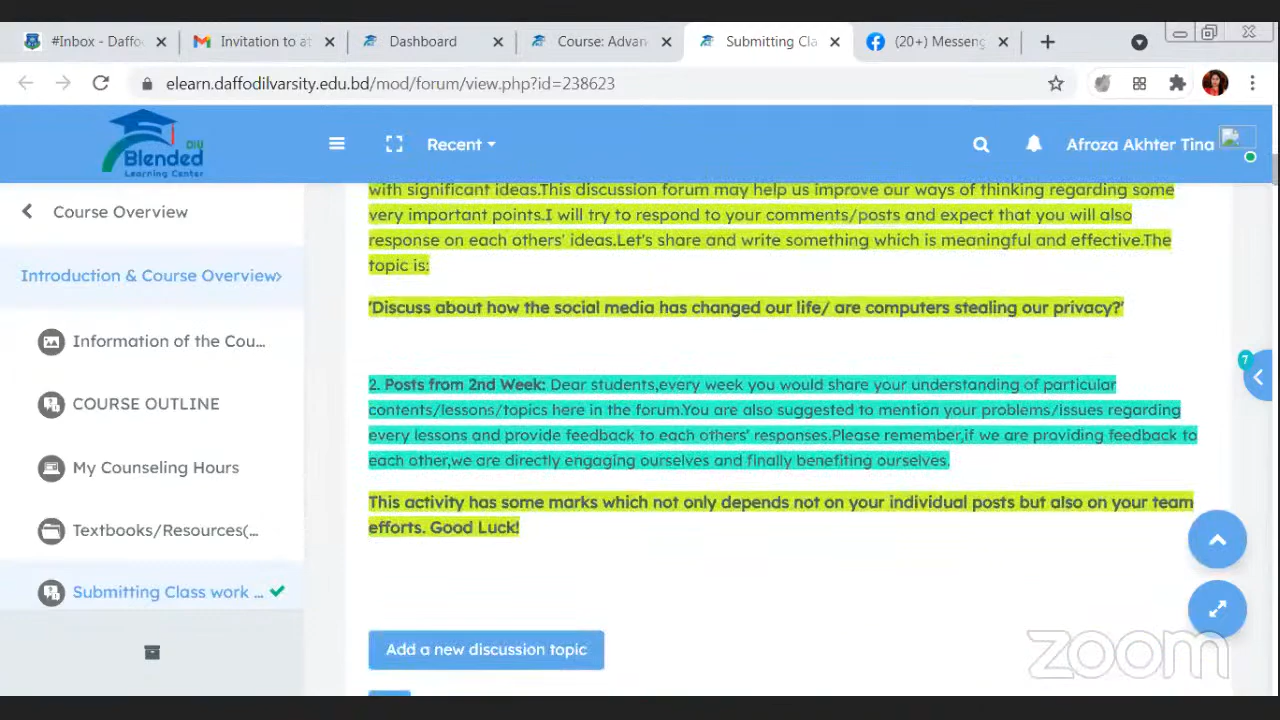 #Inbox - Daffo
Invitation to at
Dashboard
Course: Advan
Submitting Cla
(20+) Messeng
elearn.daffodilvarsity.edu.bd/mod/forum/view.php?id=238623
DIU
Blended
Learning Center
Recent
Afroza Akhter Tina
Course Overview
Introduction & Course Overview
Information of the Cou...
COURSE OUTLINE
My Counseling Hours
Textbooks/Resources(...
Submitting Class work ...
with significant ideas.This discussion forum may help us improve our ways of thinking regarding some
very important points.I will try to respond to your comments/posts and expect that you will also
response on each others' ideas.Let's share and write something which is meaningful and effective.The
topic is:
'Discuss about how the social media has changed our life/ are computers stealing our privacy?'
2. Posts from 2nd Week: Dear students,every week you would share your understanding of particular
contents/lessons/topics here in the forum.You are also suggested to mention your problems/issues regarding
every lessons and provide feedback to each others' responses.Please remember,if we are providing feedback to
each other,we are directly engaging ourselves and finally benefiting ourselves.
This activity has some marks which not only depends not on your individual posts but also on your team
efforts. Good Luck!
7
Add a new discussion topic
zoom